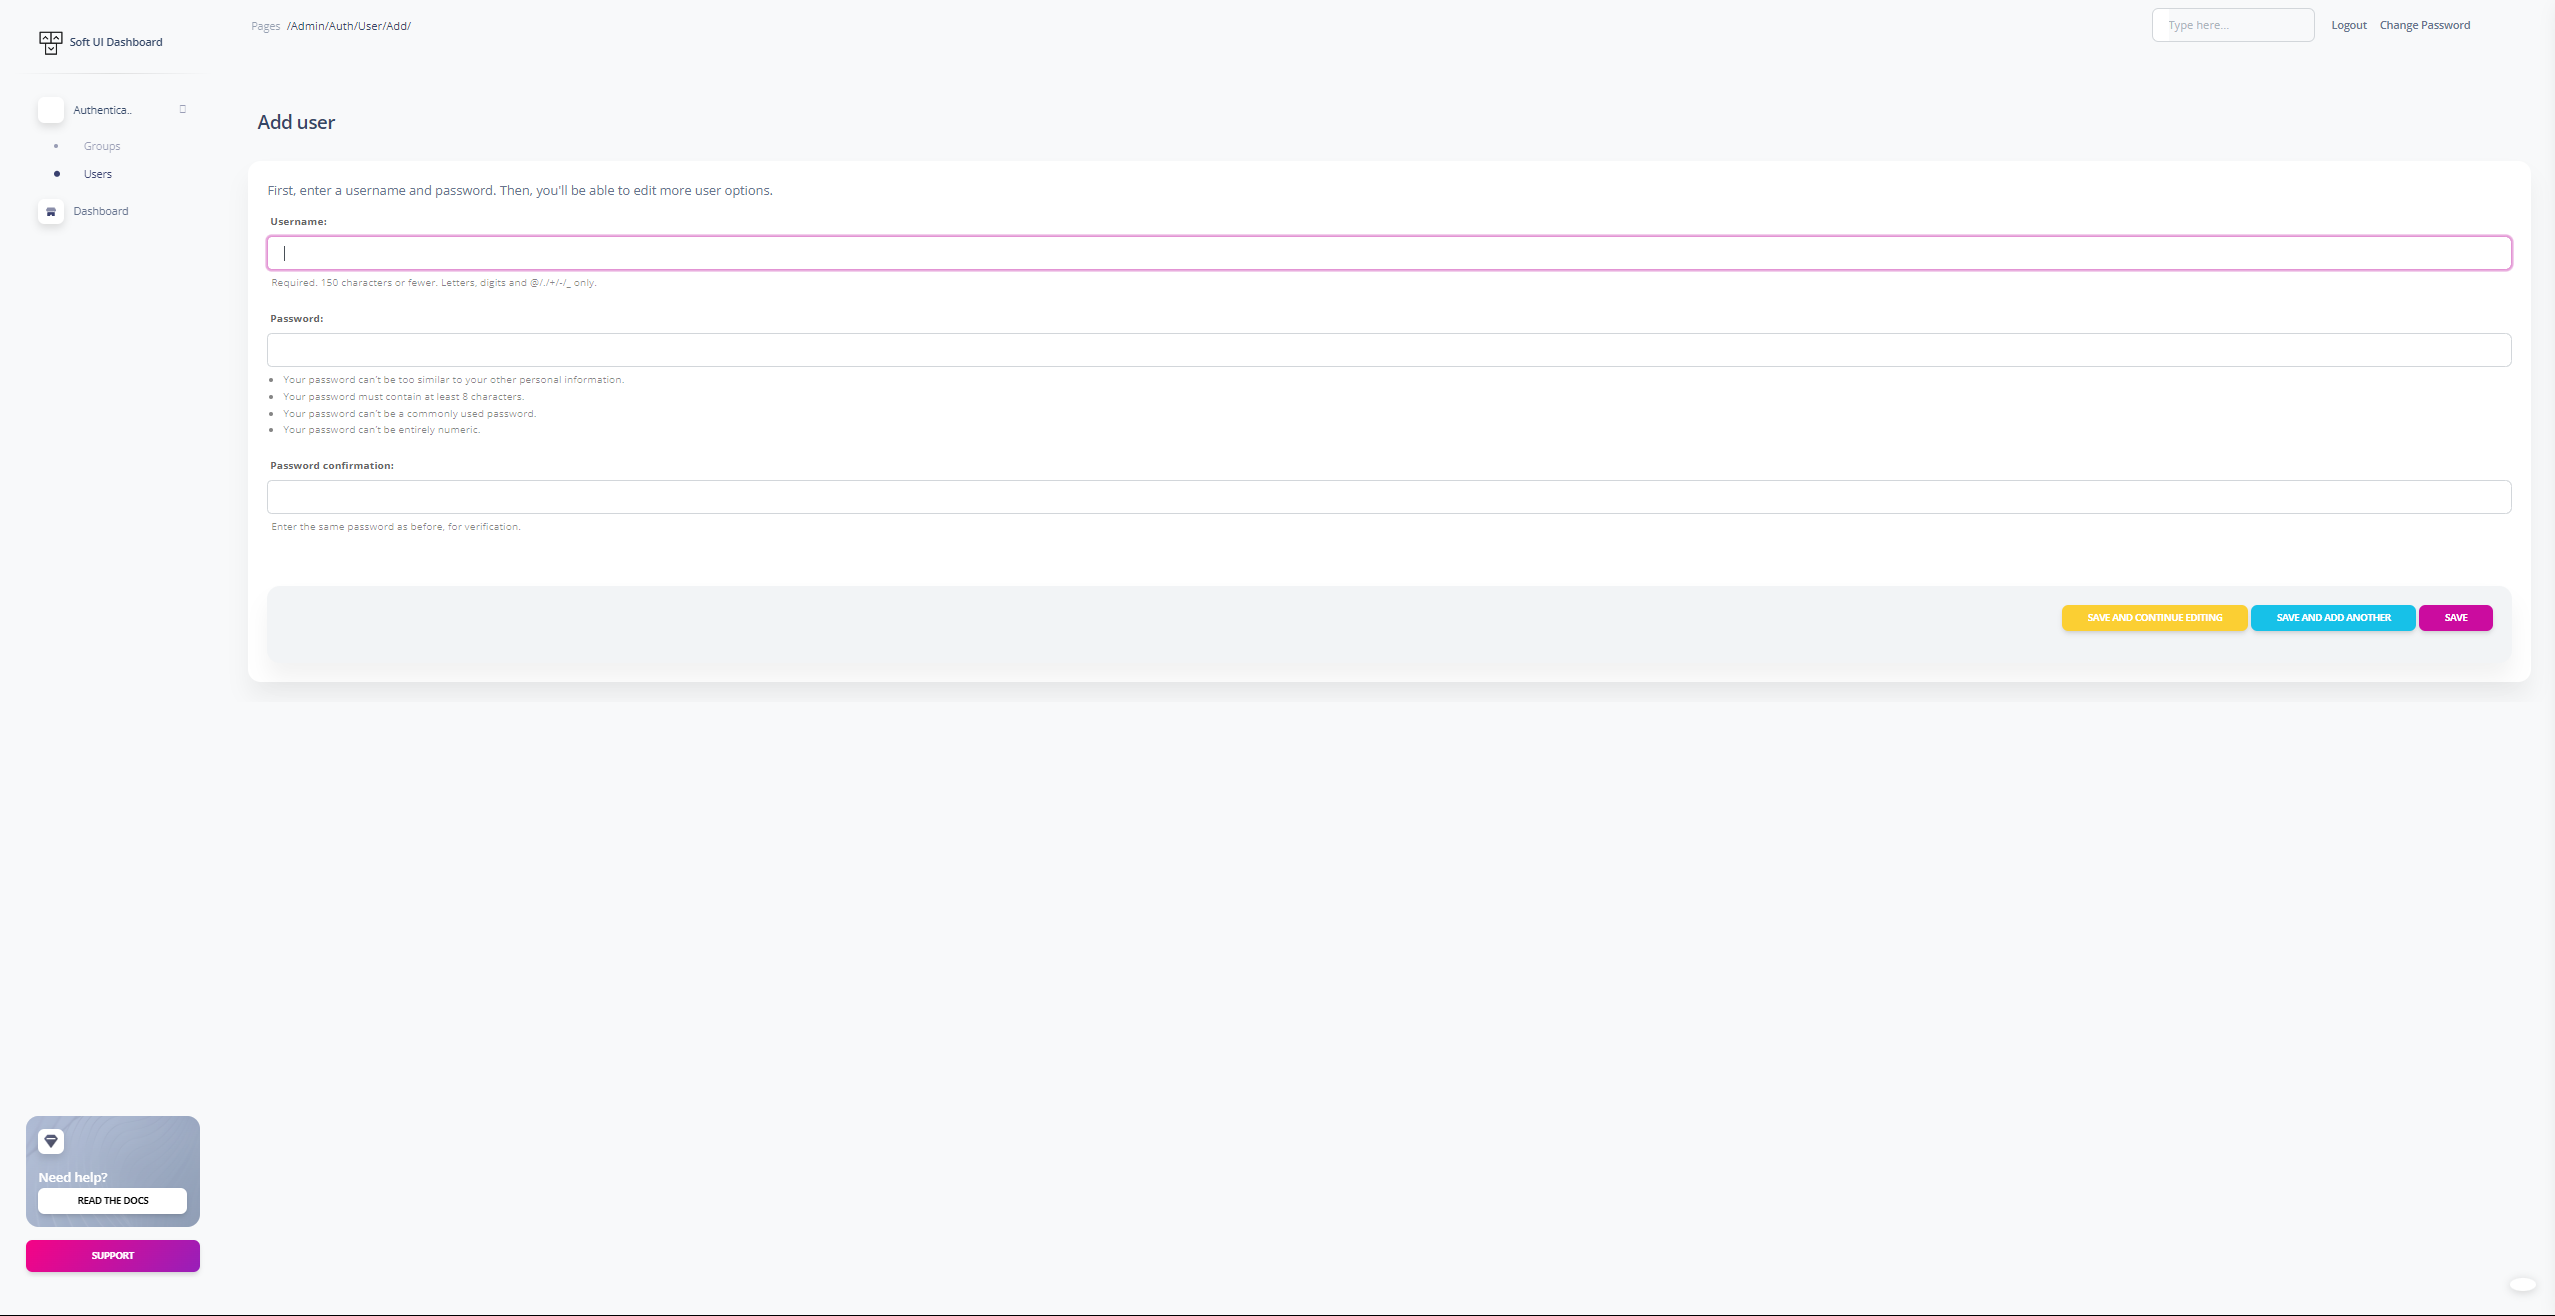 Soft UI Dashboard
Authentica..
Groups
Users
Dashboard
Pages /Admin/Auth/User/Add/
Type here...
Logout
Change Password
Add user
First, enter a username and password. Then, you'll be able to edit more user options.
Username:
Required. 150 characters or fewer. Letters, digits and @/./+/-/_ only.
Password:
Your password can't be too similar to your other personal information.
Your password must contain at least 8 characters.
Your password can't be a commonly used password.
Your password can't be entirely numeric.
Password confirmation:
Enter the same password as before, for verification.
SAVE AND CONTINUE EDITING
SAVE AND ADD ANOTHER
SAVE
Need help?
READ THE DOCS
SUPPORT